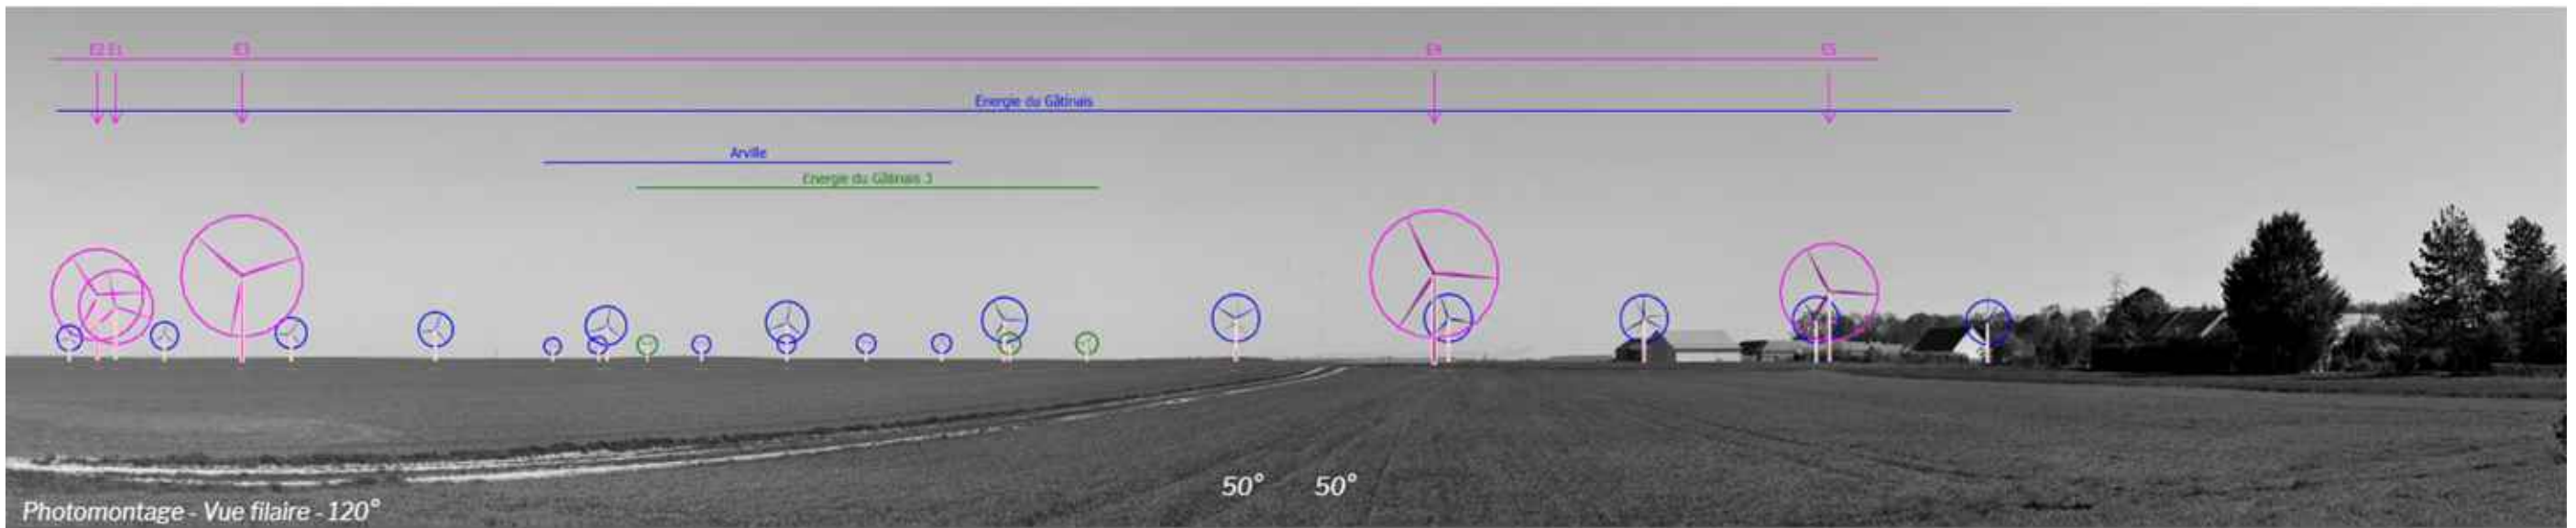 E2 E1 E3 E4 E5
Energie du Gâtinais
Arville
Energie du Gâtinais 3
50° 50°
Photomontage - Vue filaire - 120°